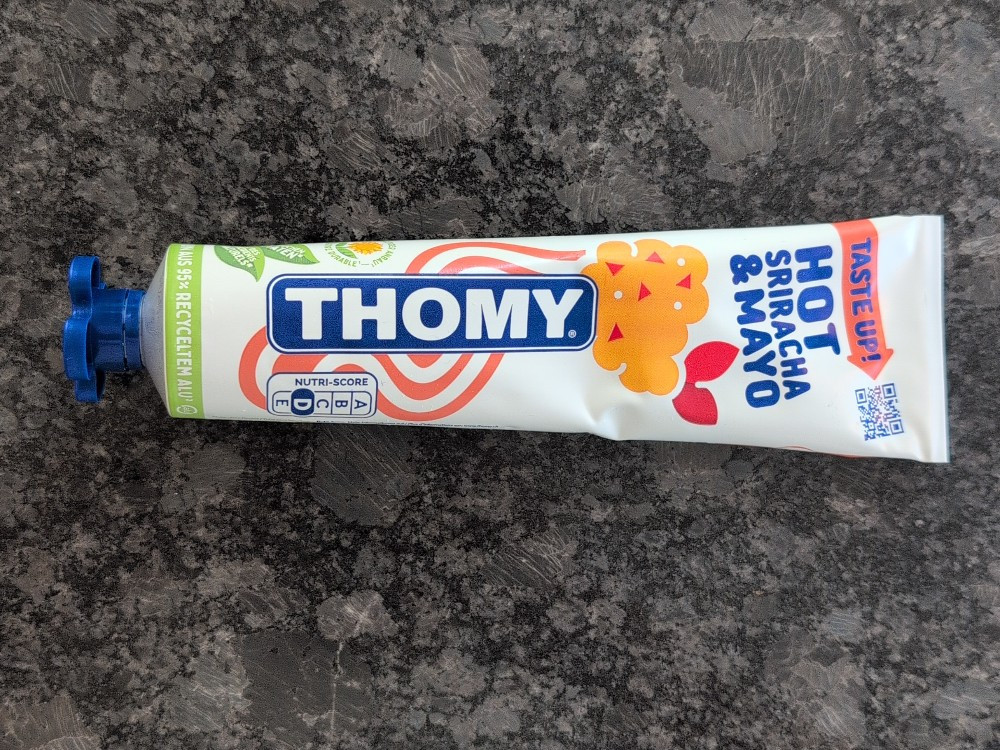 TASTE UP!
HOT
SRIRACHA
& MAYO
THOMY®
NUTRI-SCORE
A B C D E
95% RECYCELTEM ALU